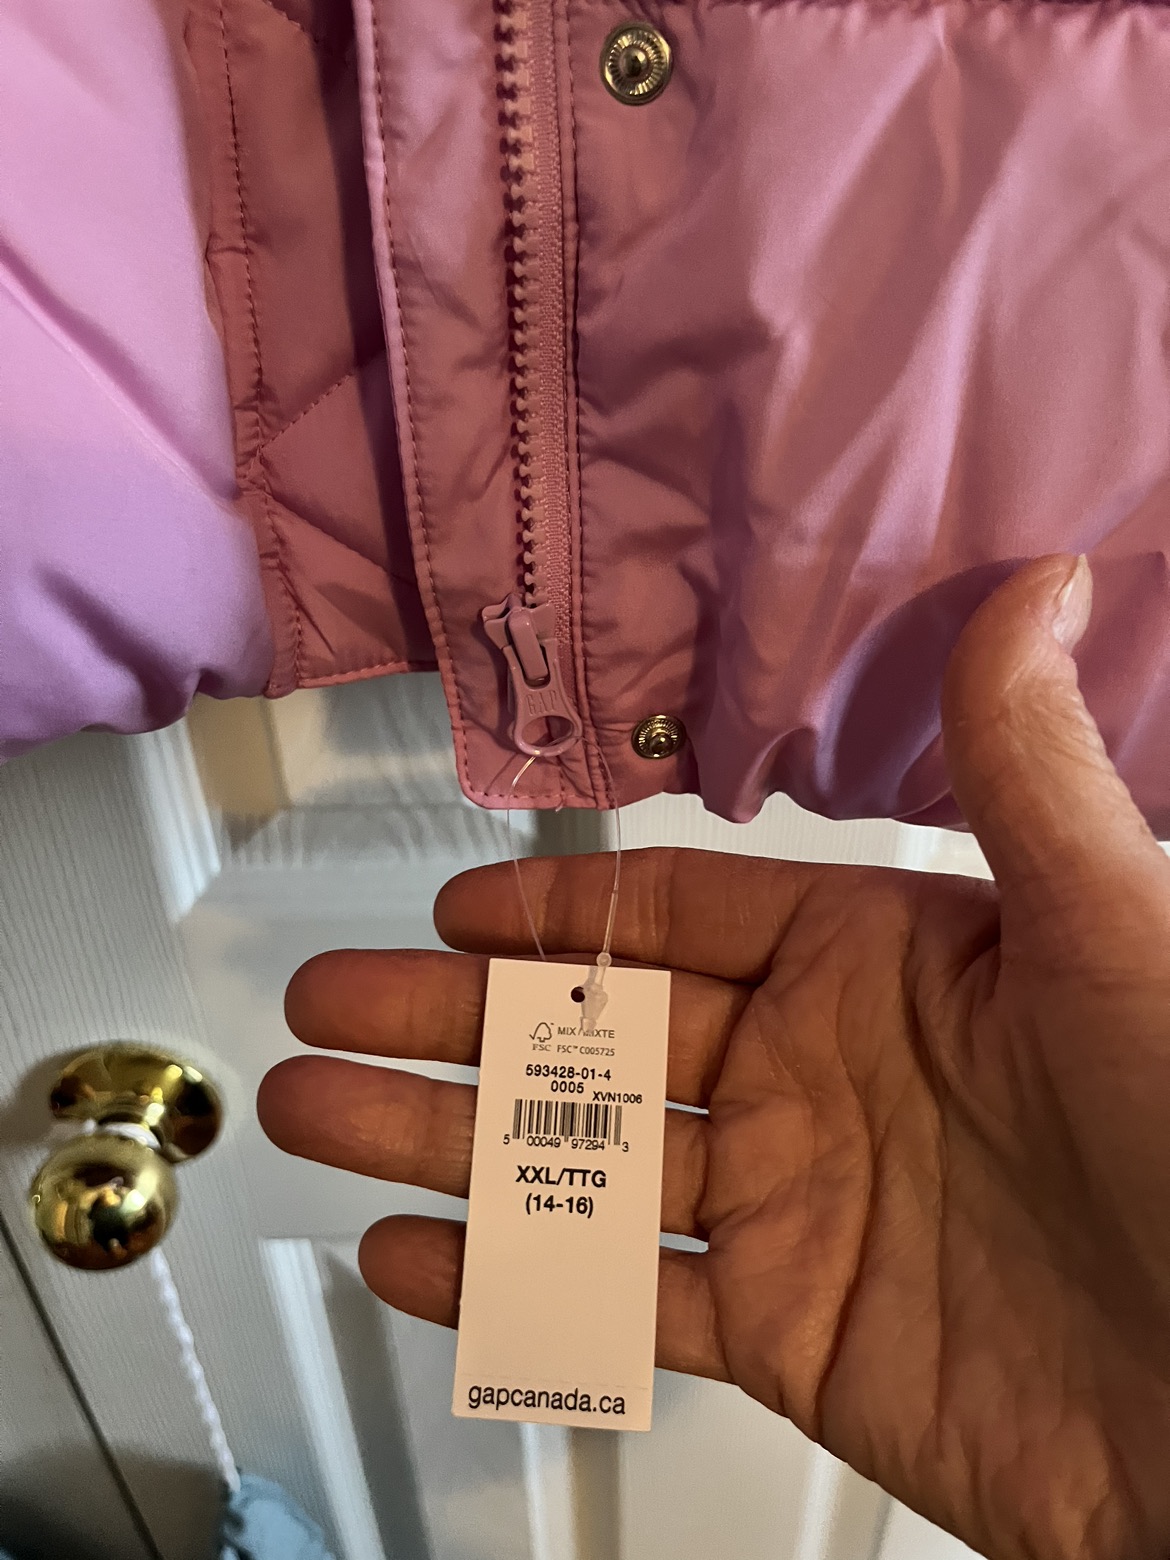 GAP
MIX / MIXTE
FSC FSC™ C005725
593428-01-4
0005 XVN1006
5 00049 97294 3
XXL/TTG
(14-16)
gapcanada.ca